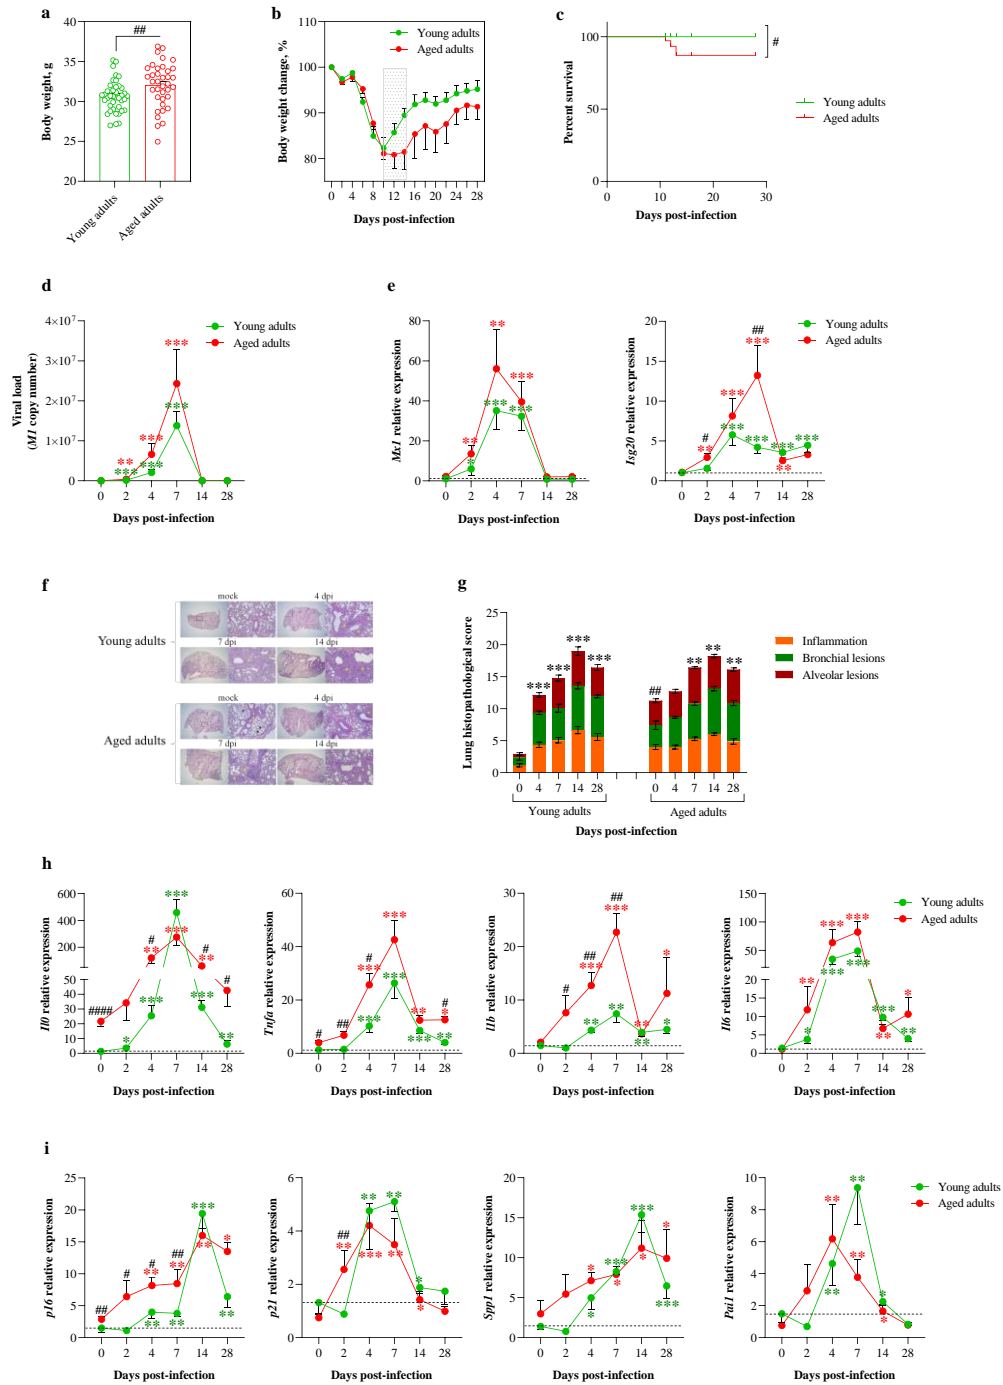 a
Body weight, g
40
35
30
25
20
##
Young adults
Aged adults
b
Body weight change, %
110
100
90
80
0 4 8 12 16 20 24 28
Days post-infection
Young adults
Aged adults
c
Percent survival
100
50
0
0 10 20 30
Days post-infection
#
Young adults
Aged adults
d
Viral load
(M1 copy number)
4×10⁷
3×10⁷
2×10⁷
1×10⁷
0
0 2 4 7 14 28
Days post-infection
Young adults
Aged adults
** *** *** *** *** ***
e
Mx1 relative expression
80
60
40
20
0
0 2 4 7 14 28
Days post-infection
** * ** *** *** ***
Isg20 relative expression
20
15
10
5
0
0 2 4 7 14 28
Days post-infection
# ** *** *** ## *** *** *** ** ***
Young adults
Aged adults
f
mock 4 dpi
Young adults
7 dpi 14 dpi
mock 4 dpi
Aged adults
7 dpi 14 dpi
g
Lung histopathological score
25
20
15
10
5
0
*** *** *** *** ## ** ** **
0 4 7 14 28 0 4 7 14 28
Young adults Aged adults
Days post-infection
Inflammation
Bronchial lesions
Alveolar lesions
h
Il0 relative expression
600
400
200
50
40
30
20
10
0
0 2 4 7 14 28
Days post-infection
#### * # ** *** *** *** # ** *** # **
Tnfa relative expression
60
40
20
0
0 2 4 7 14 28
Days post-infection
# ## # *** *** *** *** ** *** # * **
Ilb relative expression
30
20
10
0
0 2 4 7 14 28
Days post-infection
# ## *** ** ## *** ** ** ** * *
Il6 relative expression
150
100
50
20
15
10
5
0
0 2 4 7 14 28
Days post-infection
** * *** *** *** *** *** ** * **
Young adults
Aged adults
i
p16 relative expression
25
20
15
10
5
0
0 2 4 7 14 28
Days post-infection
## # # ** ** ## ** ** *** ** * **
p21 relative expression
6
4
2
0
0 2 4 7 14 28
Days post-infection
## ** ** *** ** ** * *
Spp1 relative expression
20
15
10
5
0
0 2 4 7 14 28
Days post-infection
* * *** * *** * * ***
Pai1 relative expression
10
8
6
4
2
0
0 2 4 7 14 28
Days post-infection
** ** ** ** * *
Young adults
Aged adults